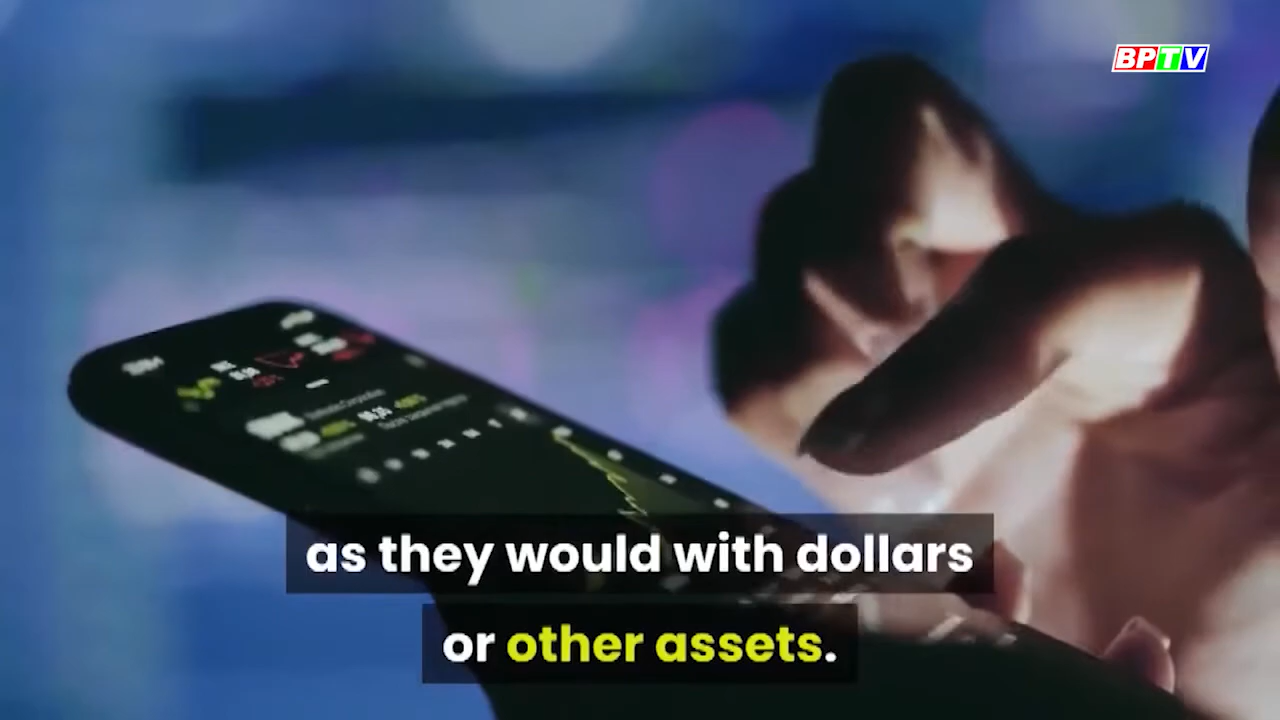 BPTV
as they would with dollars
or other assets.